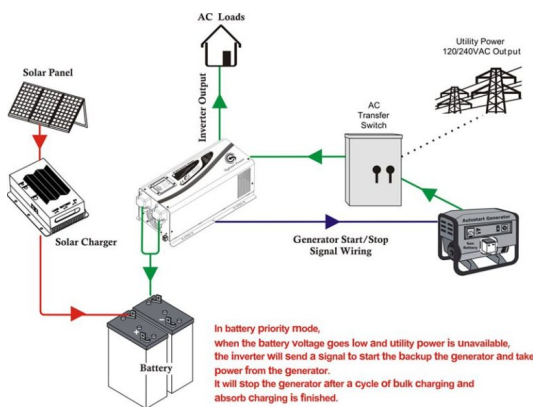 AC Loads
Utility Power
120/240VAC Output
Solar Panel
Inverter Output
AC
Transfer
Switch
Solar Charger
Autostart Generator
Generator Start/Stop
Signal Wiring
Battery
In battery priority mode,
when the battery voltage goes low and utility power is unavailable,
the inverter will send a signal to start the backup the generator and take
power from the generator.
It will stop the generator after a cycle of bulk charging and
absorb charging is finished.